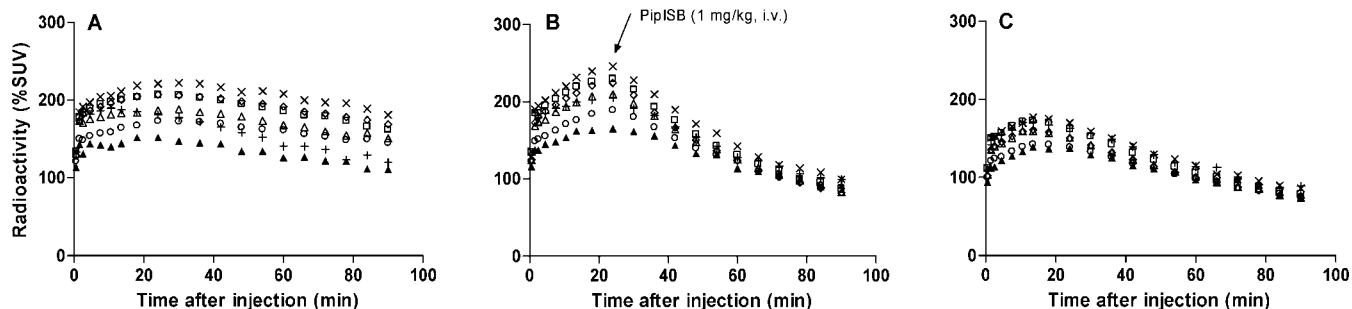 A
300
200
100
0
Radioactivity (%SUV)
0 20 40 60 80 100
Time after injection (min)
B
PipISB (1 mg/kg, i.v.)
300
200
100
0
0 20 40 60 80 100
Time after injection (min)
C
300
200
100
0
0 20 40 60 80 100
Time after injection (min)